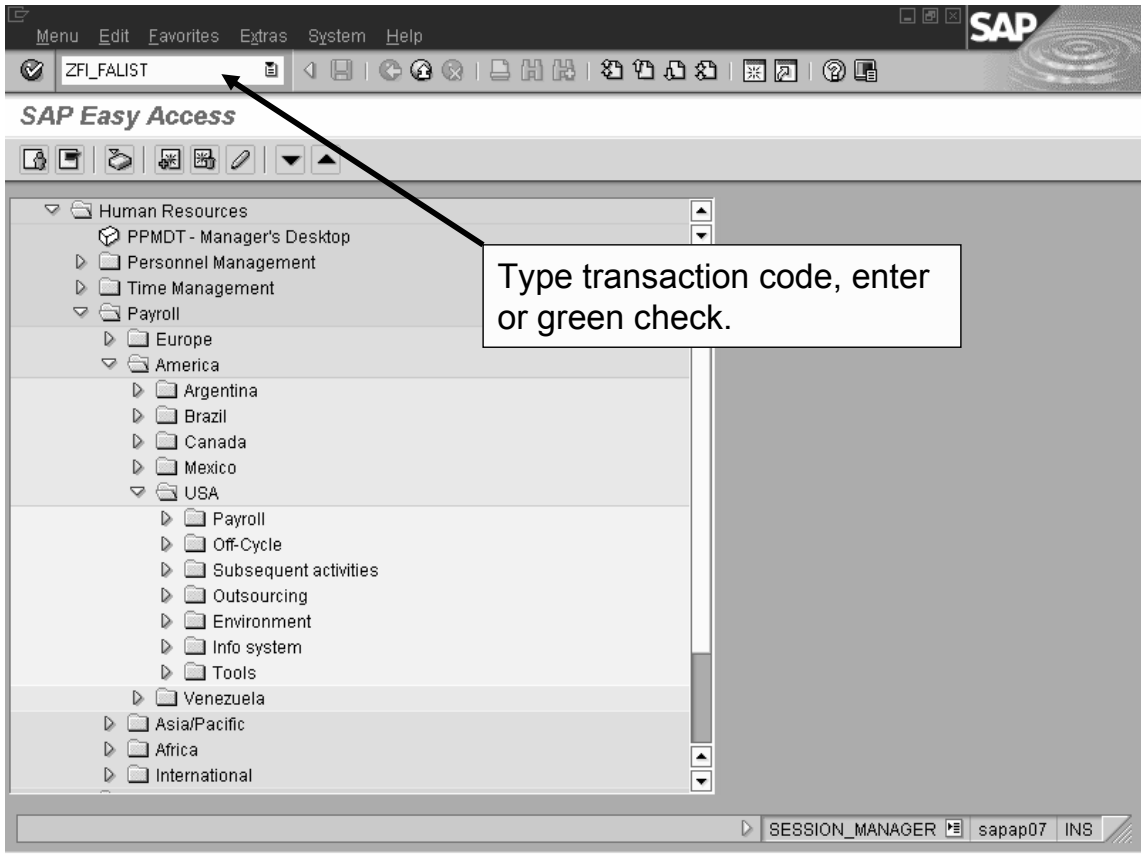 Menu Edit Favorites Extras System Help
SAP
ZFI_FALIST
SAP Easy Access
Human Resources
PPMDT - Manager's Desktop
Personnel Management
Time Management
Payroll
Europe
America
Argentina
Brazil
Canada
Mexico
USA
Payroll
Off-Cycle
Subsequent activities
Outsourcing
Environment
Info system
Tools
Venezuela
Asia/Pacific
Africa
International
Type transaction code, enter
or green check.
SESSION_MANAGER sapap07 INS